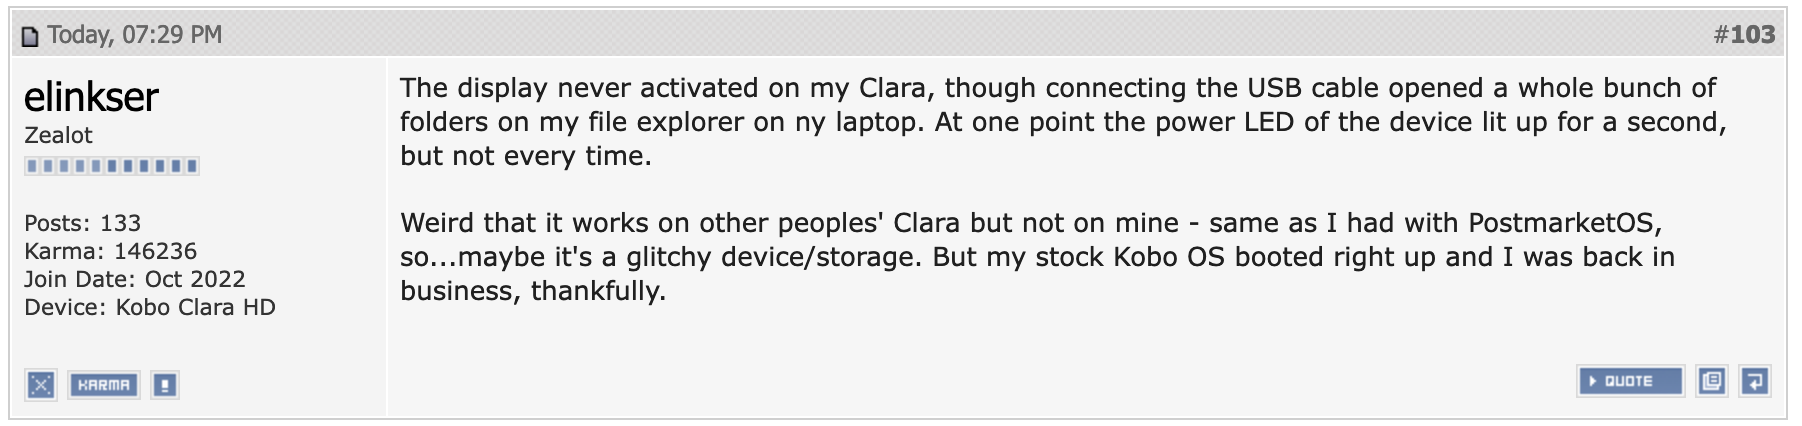 Today, 07:29 PM
#103
elinkser
Zealot
Posts: 133
Karma: 146236
Join Date: Oct 2022
Device: Kobo Clara HD
KARMA
The display never activated on my Clara, though connecting the USB cable opened a whole bunch of
folders on my file explorer on ny laptop. At one point the power LED of the device lit up for a second,
but not every time.
Weird that it works on other peoples' Clara but not on mine - same as I had with PostmarketOS,
so...maybe it's a glitchy device/storage. But my stock Kobo OS booted right up and I was back in
business, thankfully.
QUOTE